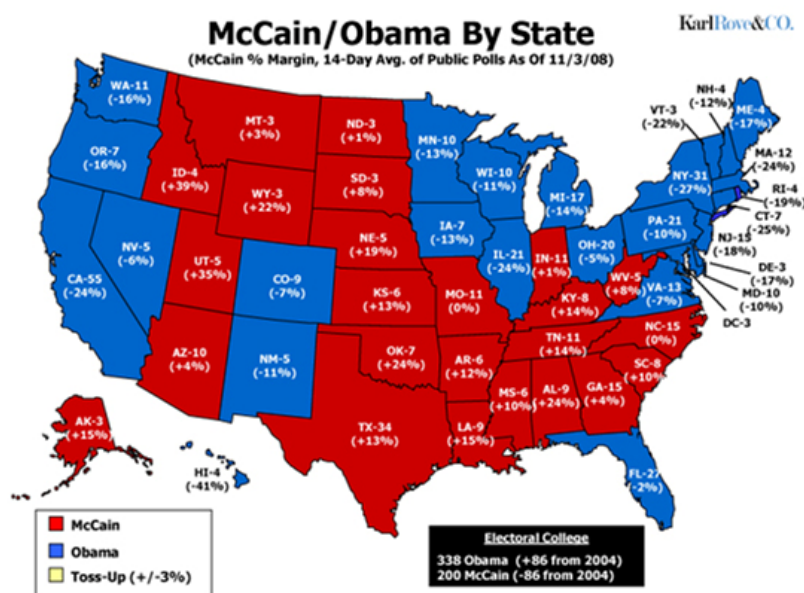 McCain/Obama By State
KarlRove&CO.
(McCain % Margin, 14-Day Avg. of Public Polls As Of 11/3/08)
WA-11
(-16%)
OR-7
(-16%)
CA-55
(-24%)
NV-5
(-6%)
ID-4
(+39%)
MT-3
(+3%)
WY-3
(+22%)
UT-5
(+35%)
AZ-10
(+4%)
CO-9
(-7%)
NM-5
(-11%)
ND-3
(+1%)
SD-3
(+8%)
NE-5
(+19%)
KS-6
(+13%)
OK-7
(+24%)
TX-34
(+13%)
MN-10
(-13%)
IA-7
(-13%)
MO-11
(0%)
AR-6
(+12%)
LA-9
(+15%)
WI-10
(-11%)
IL-21
(-24%)
MI-17
(-14%)
IN-11
(+1%)
OH-20
(-5%)
KY-8
(+14%)
TN-11
(+14%)
MS-6
(+10%)
AL-9
(+24%)
GA-15
(+4%)
FL-27
(-2%)
SC-8
(+10%)
NC-15
(0%)
VA-13
(-7%)
WV-5
(+8%)
PA-21
(-10%)
NY-31
(-27%)
VT-3
(-22%)
NH-4
(-12%)
ME-4
(-17%)
MA-12
(-24%)
RI-4
(-19%)
CT-7
(-25%)
NJ-15
(-18%)
DE-3
(-17%)
MD-10
(-10%)
DC-3
AK-3
(+15%)
HI-4
(-41%)
McCain
Obama
Toss-Up (+/-3%)
Electoral College
338 Obama (+86 from 2004)
200 McCain (-86 from 2004)